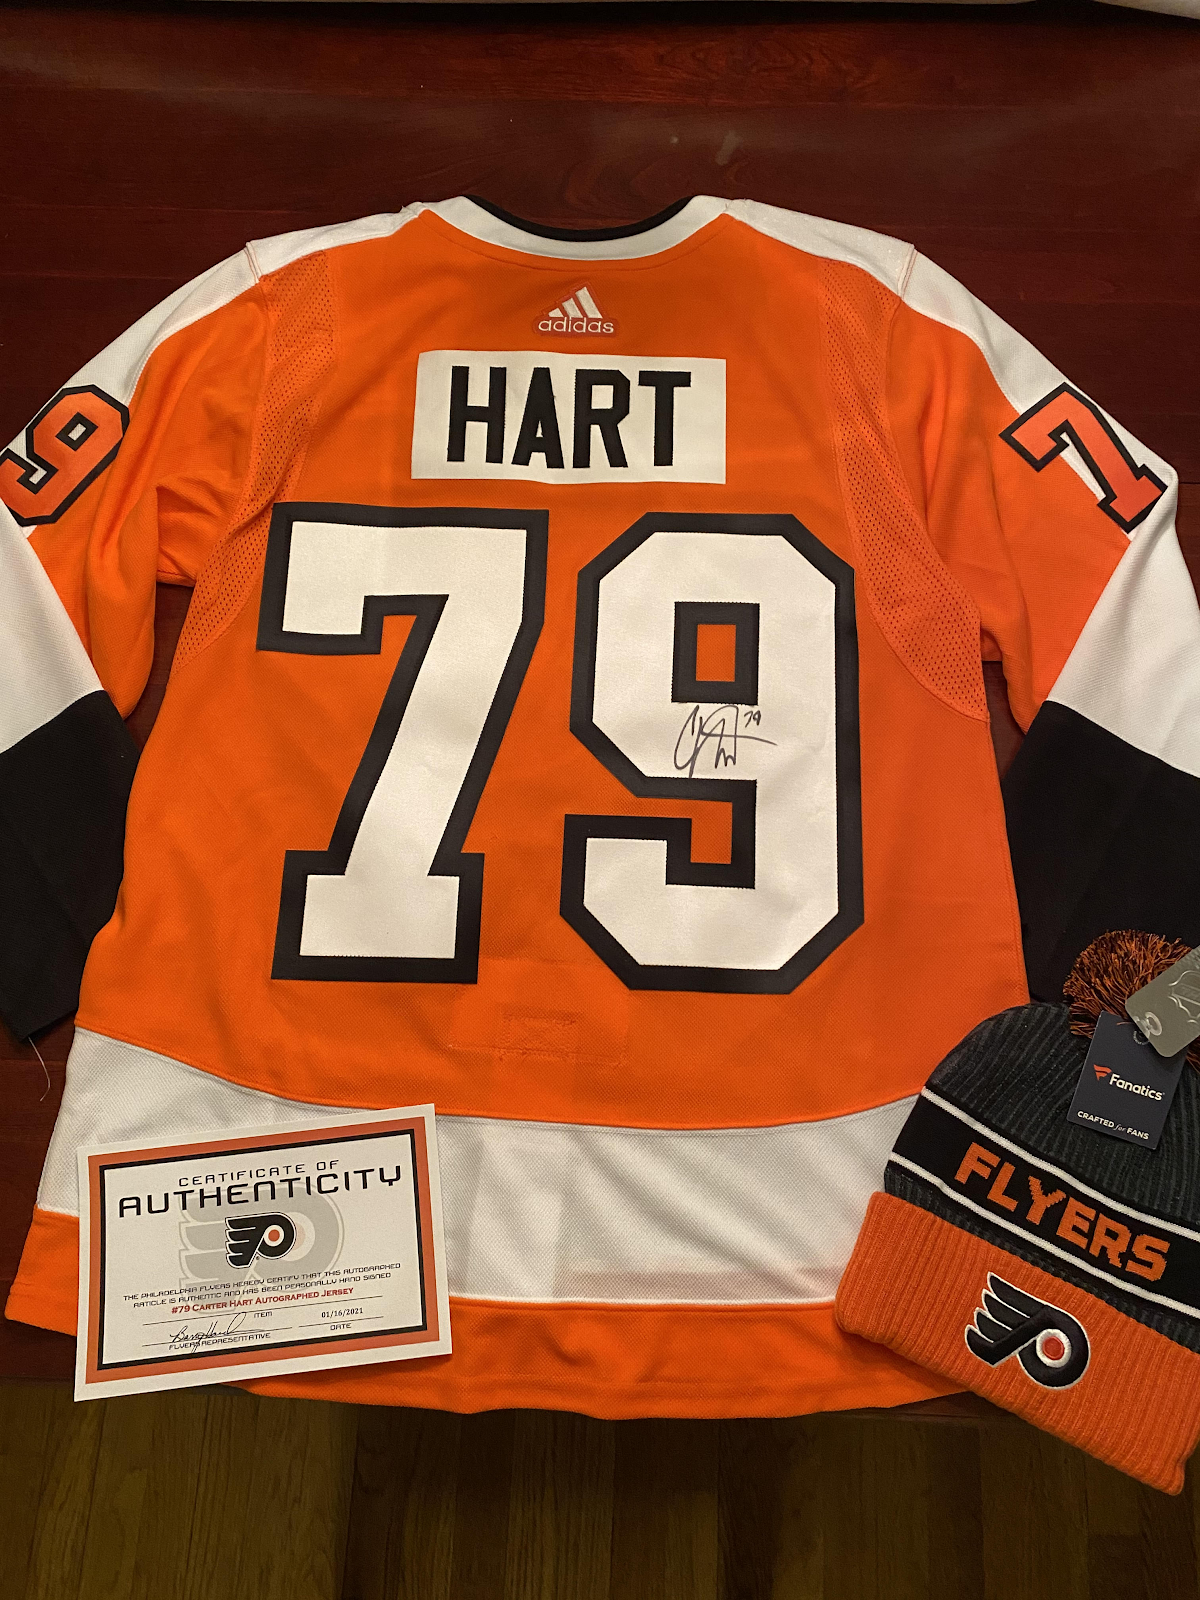 adidas
HART
79
9
7
79
Fanatics
CRAFTED for FANS
FLYERS
CERTIFICATE OF
AUTHENTICITY
THE PHILADELPHIA FLYERS HEREBY CERTIFY THAT THIS AUTOGRAPHED
ARTICLE IS AUTHENTIC AND HAS BEEN PERSONALLY HAND SIGNED
#79 CARTER HART AUTOGRAPHED JERSEY
ITEM
01/16/2021
FLYERS REPRESENTATIVE
DATE